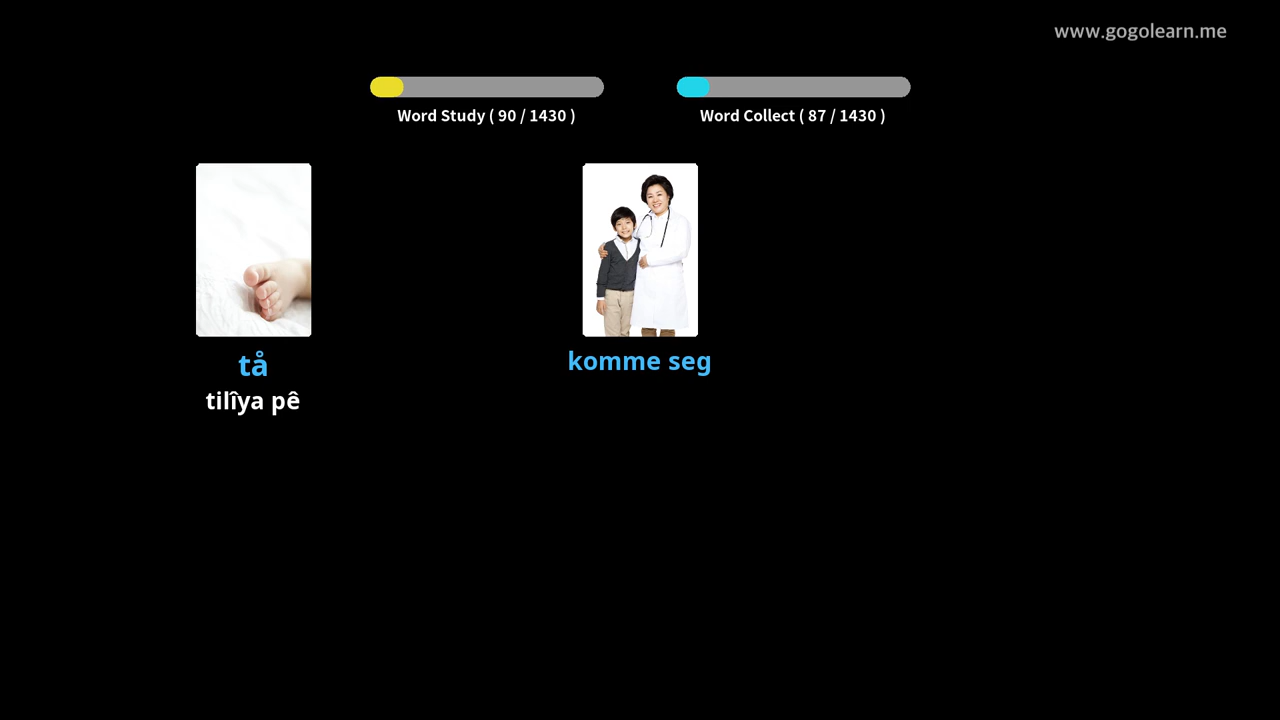 www.gogolearn.me
Word Study ( 90 / 1430 )
Word Collect ( 87 / 1430 )
tå
tilîya pê
komme seg